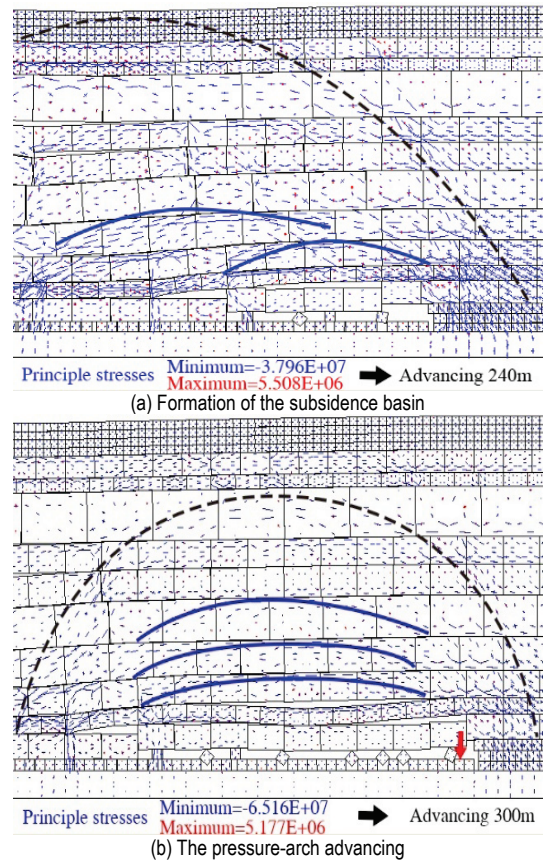 Principle stresses Minimum=-3.796E+07 Advancing 240m
Maximum=5.508E+06
(a) Formation of the subsidence basin
Principle stresses Minimum=-6.516E+07 Advancing 300m
Maximum=5.177E+06
(b) The pressure-arch advancing